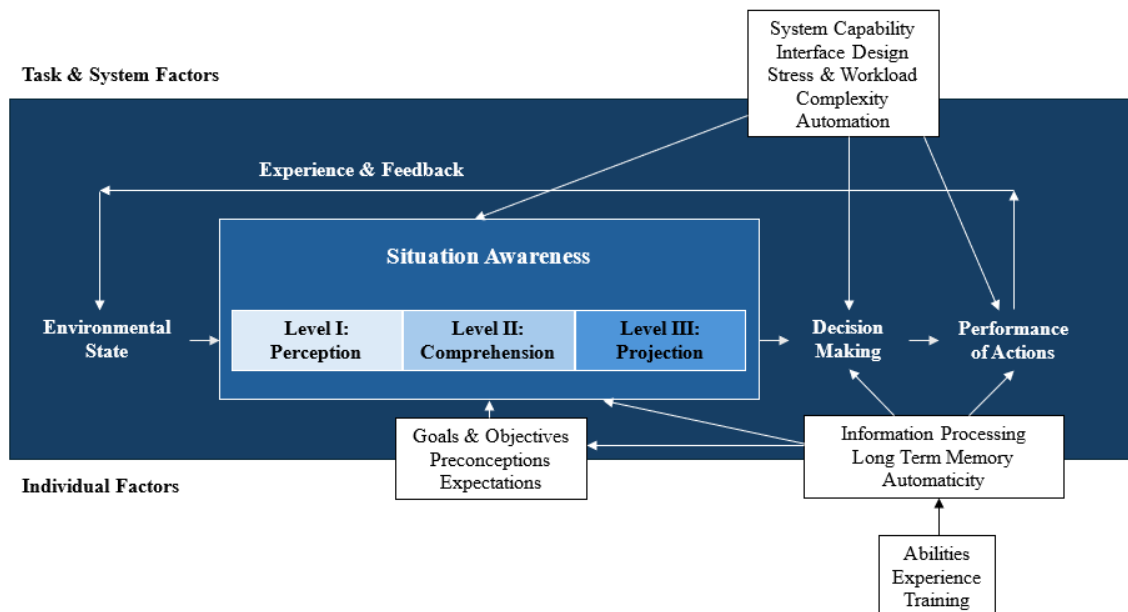 System Capability
Interface Design
Stress & Workload
Complexity
Automation
Task & System Factors
Experience & Feedback
Situation Awareness
Environmental
State
Level I:
Perception
Level II:
Comprehension
Level III:
Projection
Decision
Making
Performance
of Actions
Goals & Objectives
Preconceptions
Expectations
Information Processing
Long Term Memory
Automaticity
Individual Factors
Abilities
Experience
Training